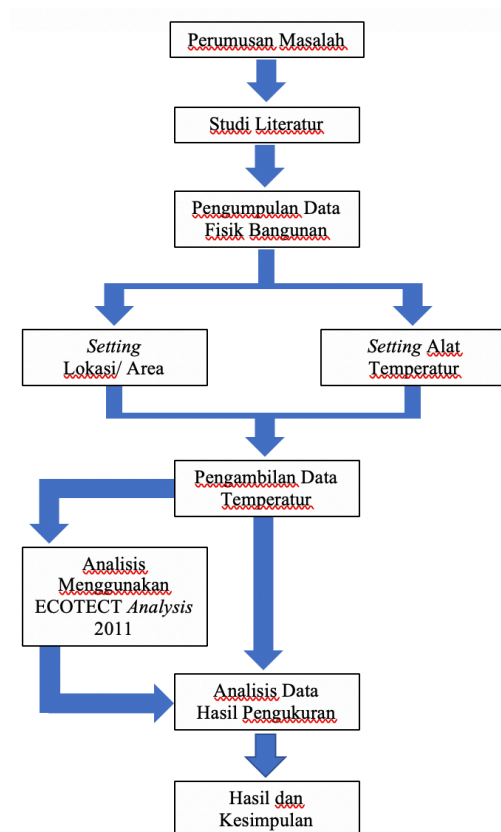 Perumusan Masalah
Studi Literatur
Pengumpulan Data
Fisik Bangunan
Setting
Lokasi/ Area
Setting Alat
Temperatur
Pengambilan Data
Temperatur
Analisis
Menggunakan
ECOTECT Analysis
2011
Analisis Data
Hasil Pengukuran
Hasil dan
Kesimpulan